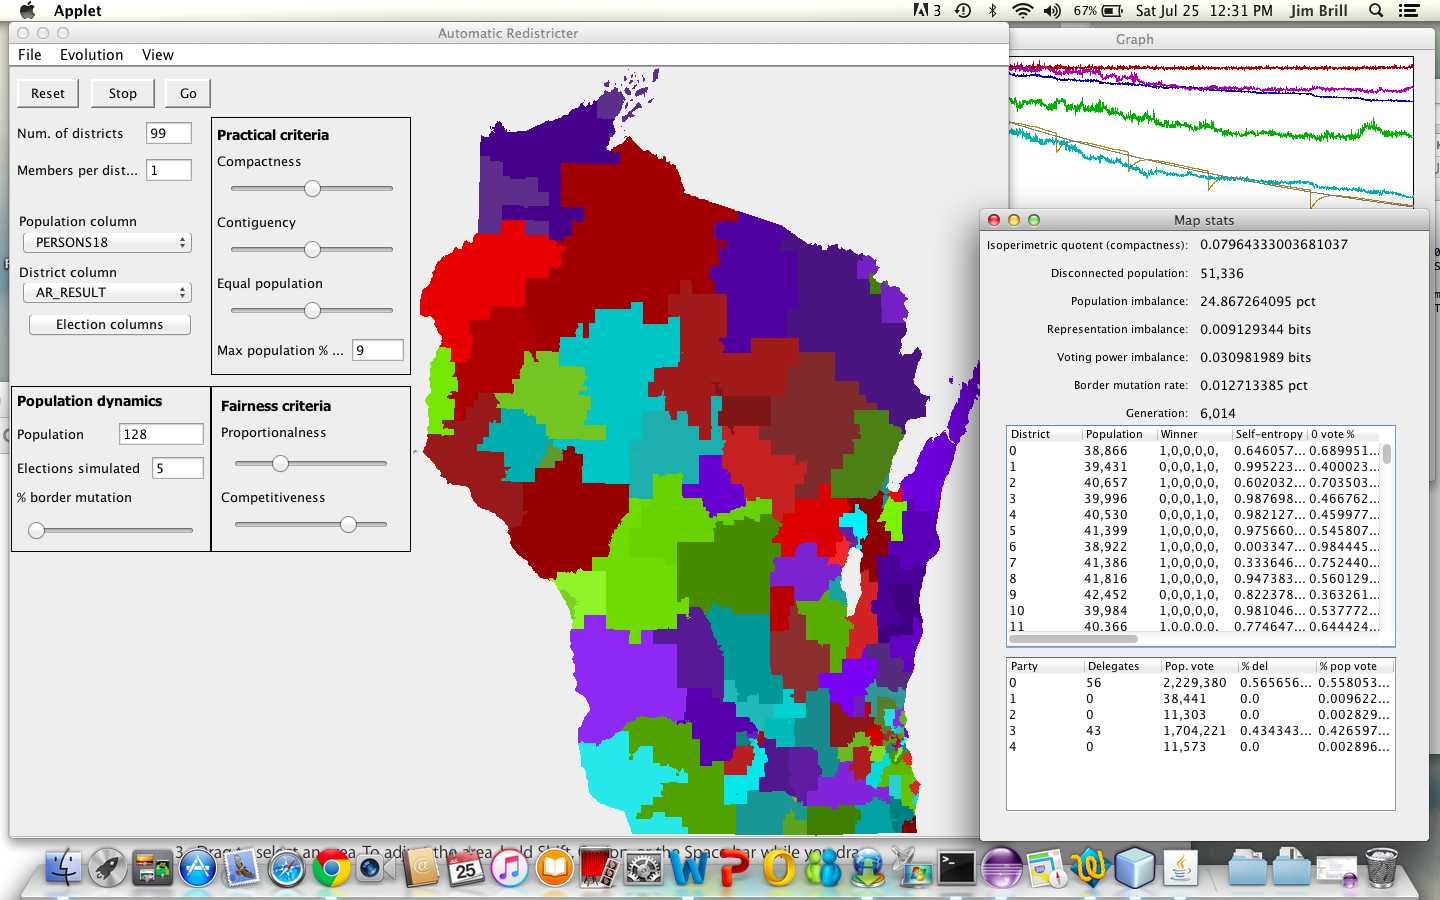 Applet
3
67%
Sat Jul 25 12:31 PM
Jim Brill
Automatic Redistricter
File Evolution View
Reset Stop Go
Num. of districts 99
Members per dist... 1
Population column
PERSONS18
District column
AR_RESULT
Election columns
Practical criteria
Compactness
Contiguency
Equal population
Max population % ... 9
Population dynamics
Population 128
Elections simulated 5
% border mutation
Fairness criteria
Proportionalness
Competitiveness
Graph
Map stats
Isoperimetric quotent (compactness): 0.07964333003681037
Disconnected population: 51,336
Population imbalance: 24.867264095 pct
Representation imbalance: 0.009129344 bits
Voting power imbalance: 0.030981989 bits
Border mutation rate: 0.012713385 pct
Generation: 6,014
District Population Winner Self-entropy 0 vote %
0 38,866 1,0,0,0,0, 0.646057... 0.689951...
1 39,431 0,0,0,1,0, 0.995223... 0.400023...
2 40,657 1,0,0,0,0, 0.602032... 0.703503...
3 39,996 0,0,0,1,0, 0.987698... 0.466762...
4 40,530 0,0,0,1,0, 0.982127... 0.459977...
5 41,399 1,0,0,0,0, 0.975660... 0.545807...
6 38,922 1,0,0,0,0, 0.003347... 0.984445...
7 41,386 1,0,0,0,0, 0.333646... 0.752440...
8 41,816 1,0,0,0,0, 0.947383... 0.560129...
9 42,452 0,0,0,1,0, 0.822378... 0.363261...
10 39,984 1,0,0,0,0, 0.981046... 0.537772...
11 40,366 1,0,0,0,0, 0.774647... 0.644424...
Party Delegates Pop. vote % del % pop vote
0 56 2,229,380 0.565656... 0.558053...
1 0 38,441 0.0 0.009622...
2 0 11,303 0.0 0.002829...
3 43 1,704,221 0.434343... 0.426597...
4 0 11,573 0.0 0.002896...
3. Drag to select an area. To adjust the area, hold Shift, Option, or the Space bar while you drag
25